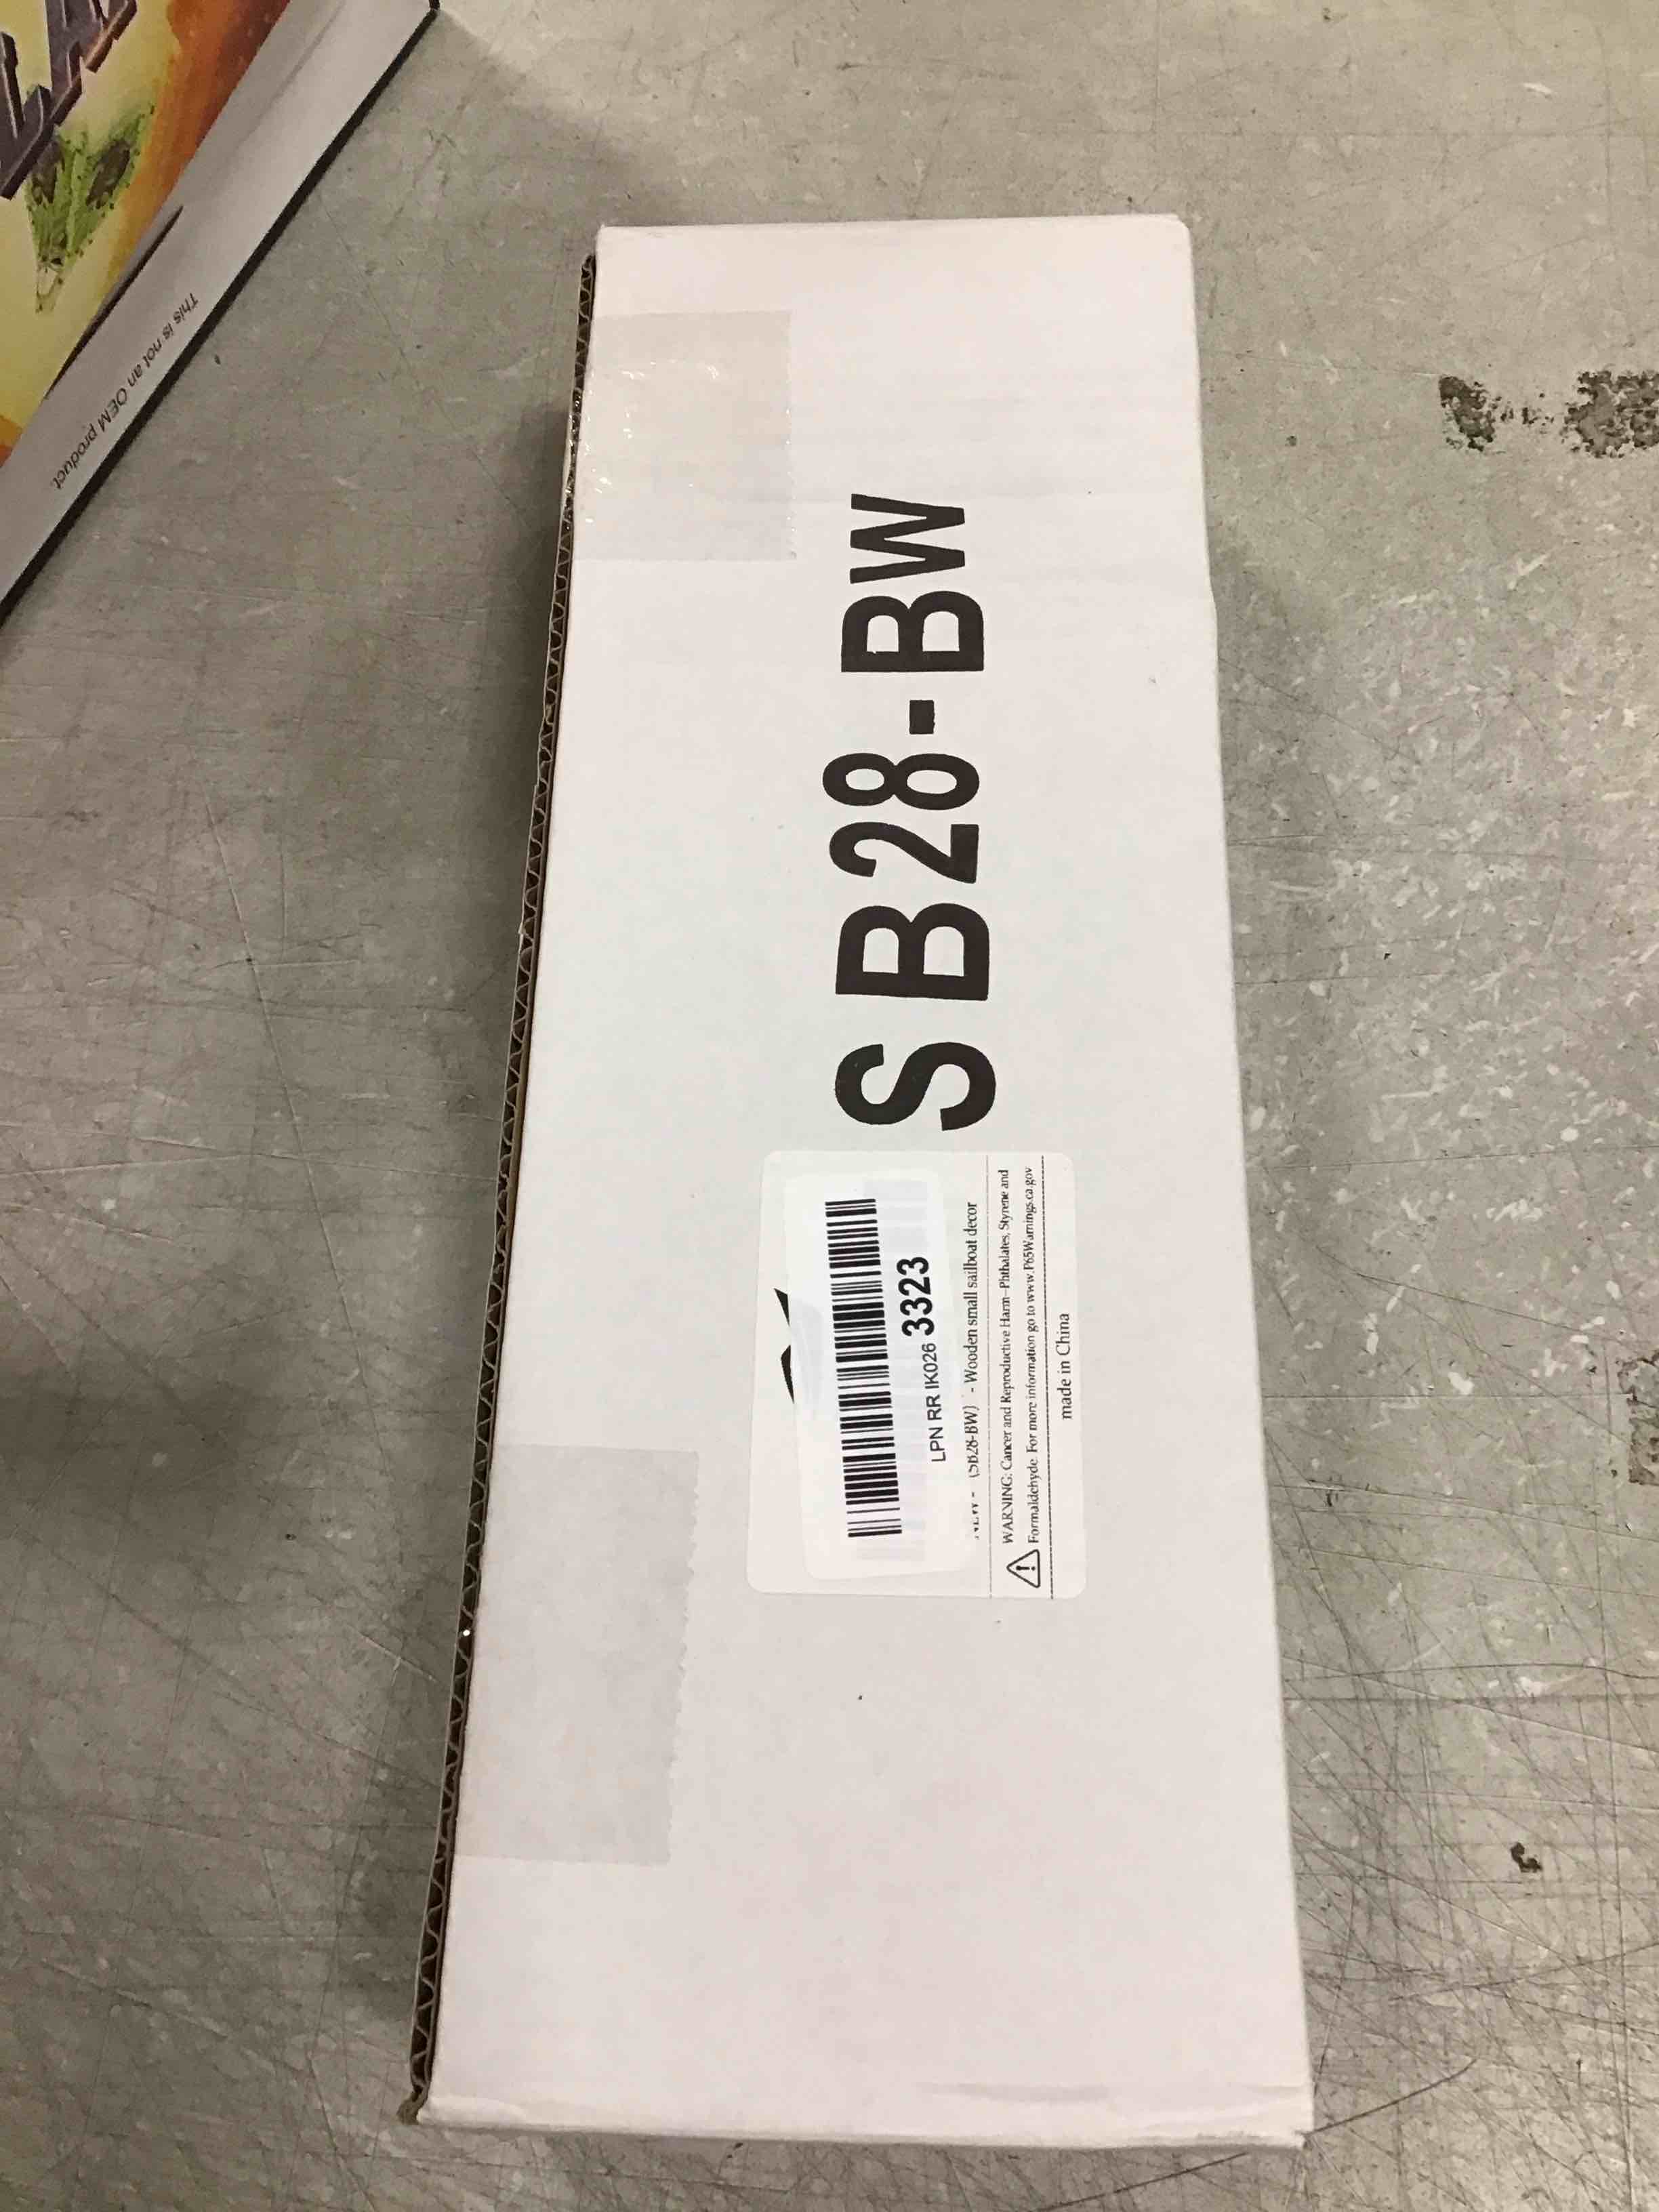 This is not an OEM product.
SB28-BW
LPN RR IK026 3323
(SB28-BW) - Wooden small sailboat decor
WARNING: Cancer and Reproductive Harm-Phthalates, Styrene and
Formaldehyde. For more information go to www.P65Warnings.ca.gov
made in China